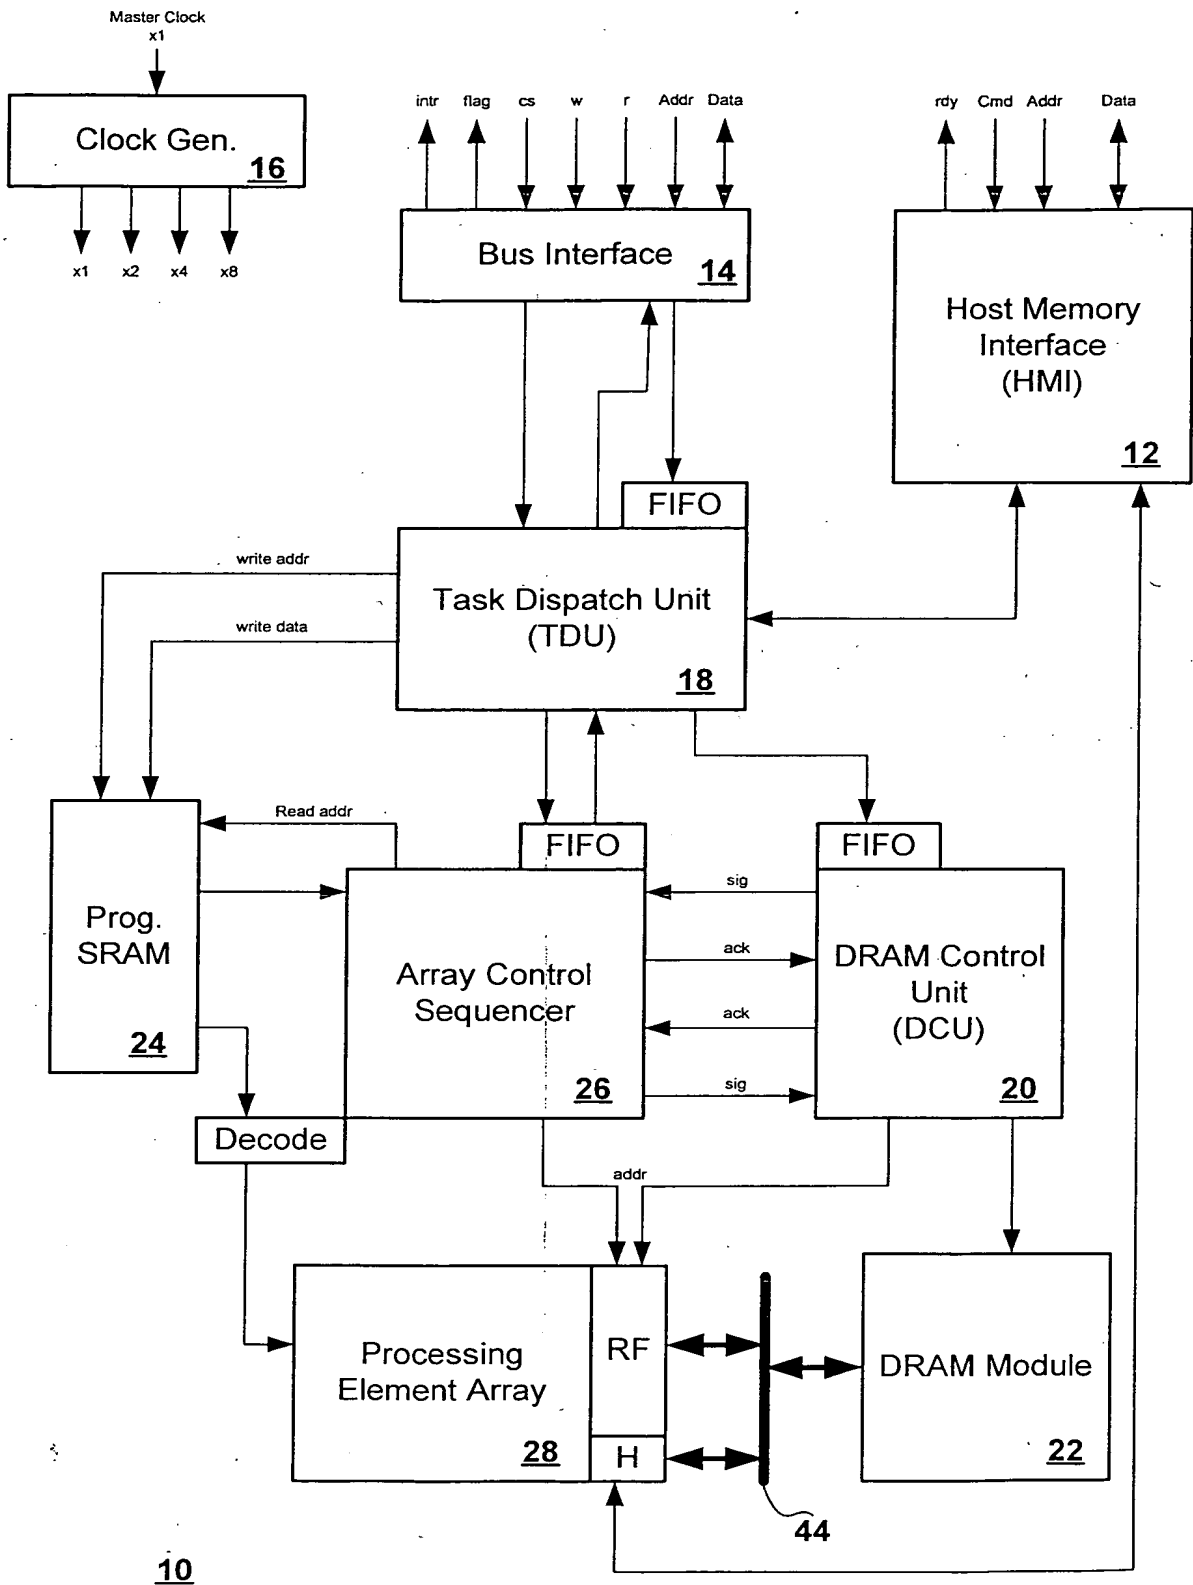 Master Clock
x1
Clock Gen.
16
x1 x2 x4 x8
intr flag cs w r Addr Data
Bus Interface
14
rdy Cmd Addr Data
Host Memory
Interface
(HMI)
12
FIFO
Task Dispatch Unit
(TDU)
18
write addr
write data
Read addr
Prog.
SRAM
24
FIFO
Array Control
Sequencer
26
sig
ack
ack
sig
FIFO
DRAM Control
Unit
(DCU)
20
Decode
addr
Processing
Element Array
28
RF
H
44
DRAM Module
22
10